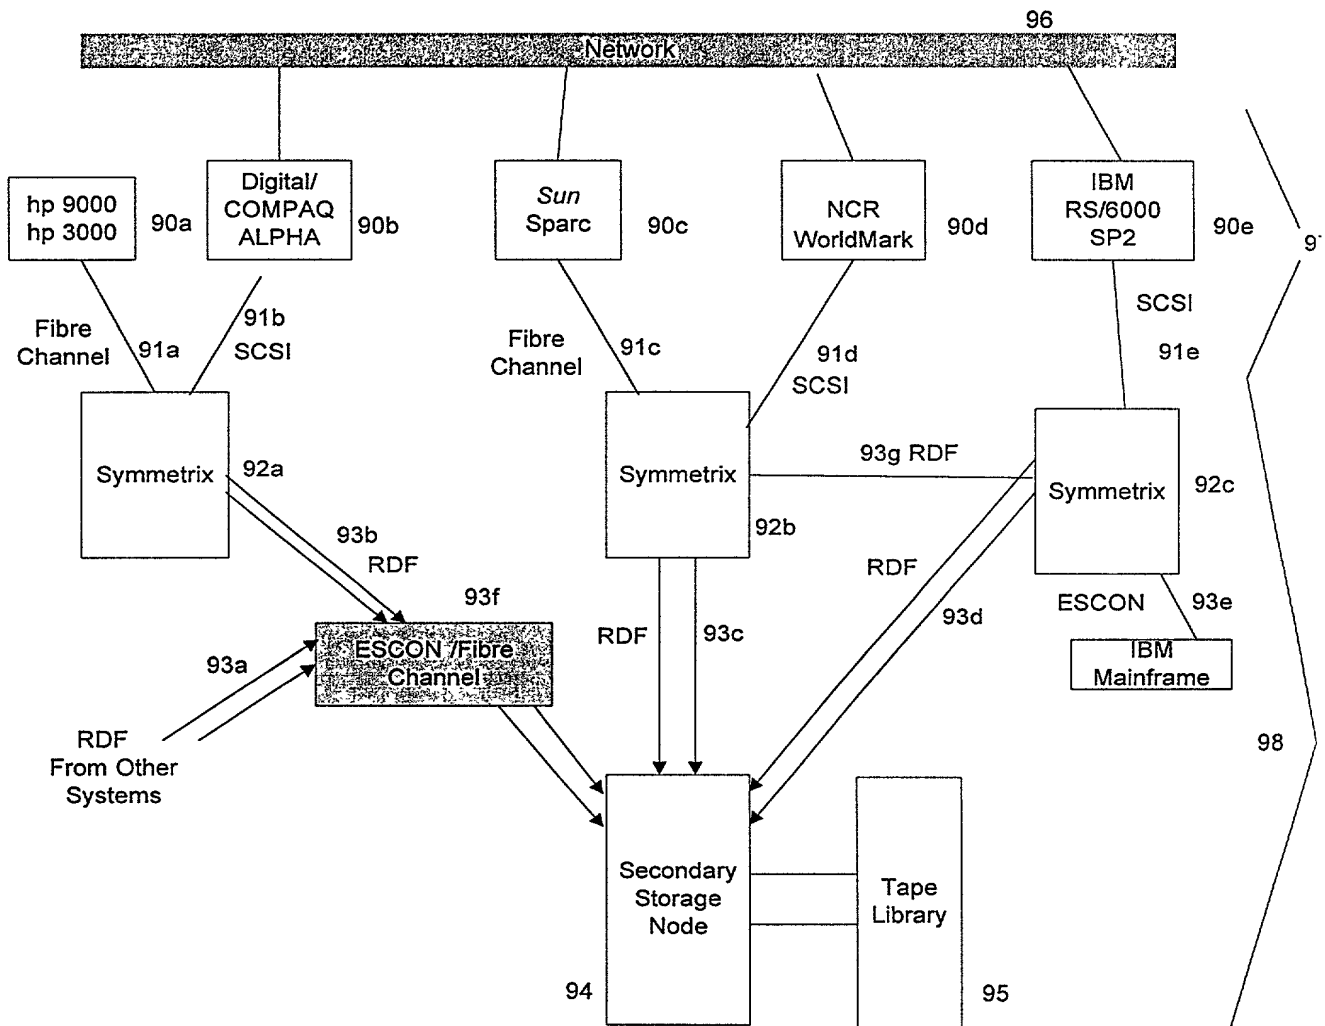 96
Network
hp 9000
hp 3000
90a
Digital/
COMPAQ
ALPHA
90b
Sun
Sparc
90c
NCR
WorldMark
90d
IBM
RS/6000
SP2
90e
Fibre
Channel
91a
91b
SCSI
Fibre
Channel
91c
91d
SCSI
SCSI
91e
Symmetrix
92a
Symmetrix
92b
93g RDF
Symmetrix
92c
93b
RDF
93f
ESCON /Fibre
Channel
93a
RDF
From Other
Systems
RDF
93c
RDF
93d
ESCON
93e
IBM
Mainframe
98
Secondary
Storage
Node
94
Tape
Library
95